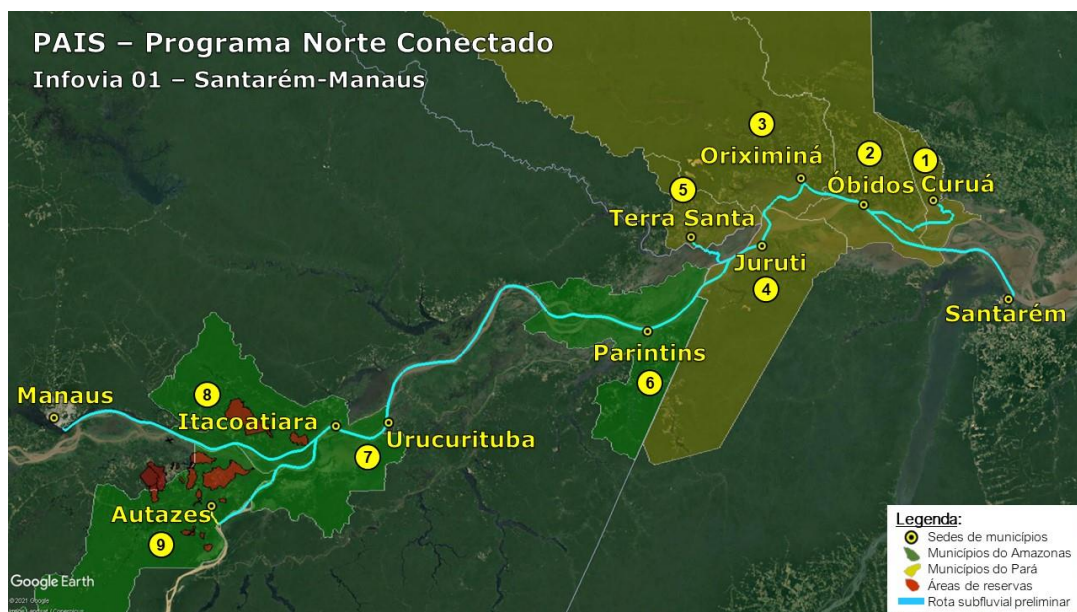 PAIS – Programa Norte Conectado
Infovia 01 – Santarém-Manaus
3
Oriximiná
2
1
Óbidos
Curuá
5
Terra Santa
Juruti
4
Santarém
Parintins
6
Manaus
8
Itacoatiara
Urucurituba
7
Autazes
9
Legenda:
Sedes de municípios
Municípios do Amazonas
Municípios do Pará
Áreas de reservas
Rota subfluvial preliminar
Google Earth
©2021 Google